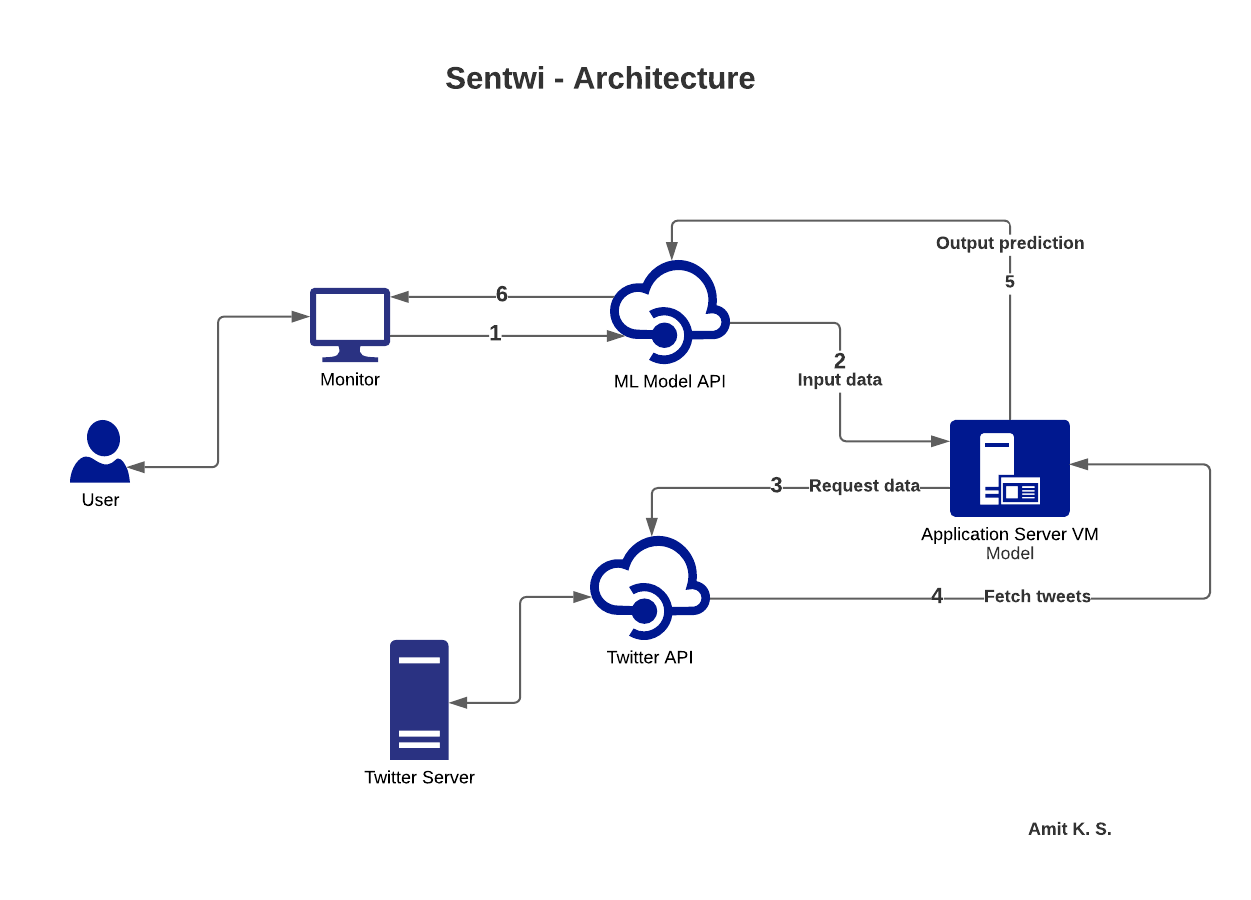 Sentwi - Architecture
Output prediction
5
6
1
Monitor
ML Model API
2
Input data
User
3 Request data
Application Server VM
Model
4 Fetch tweets
Twitter API
Twitter Server
Amit K. S.